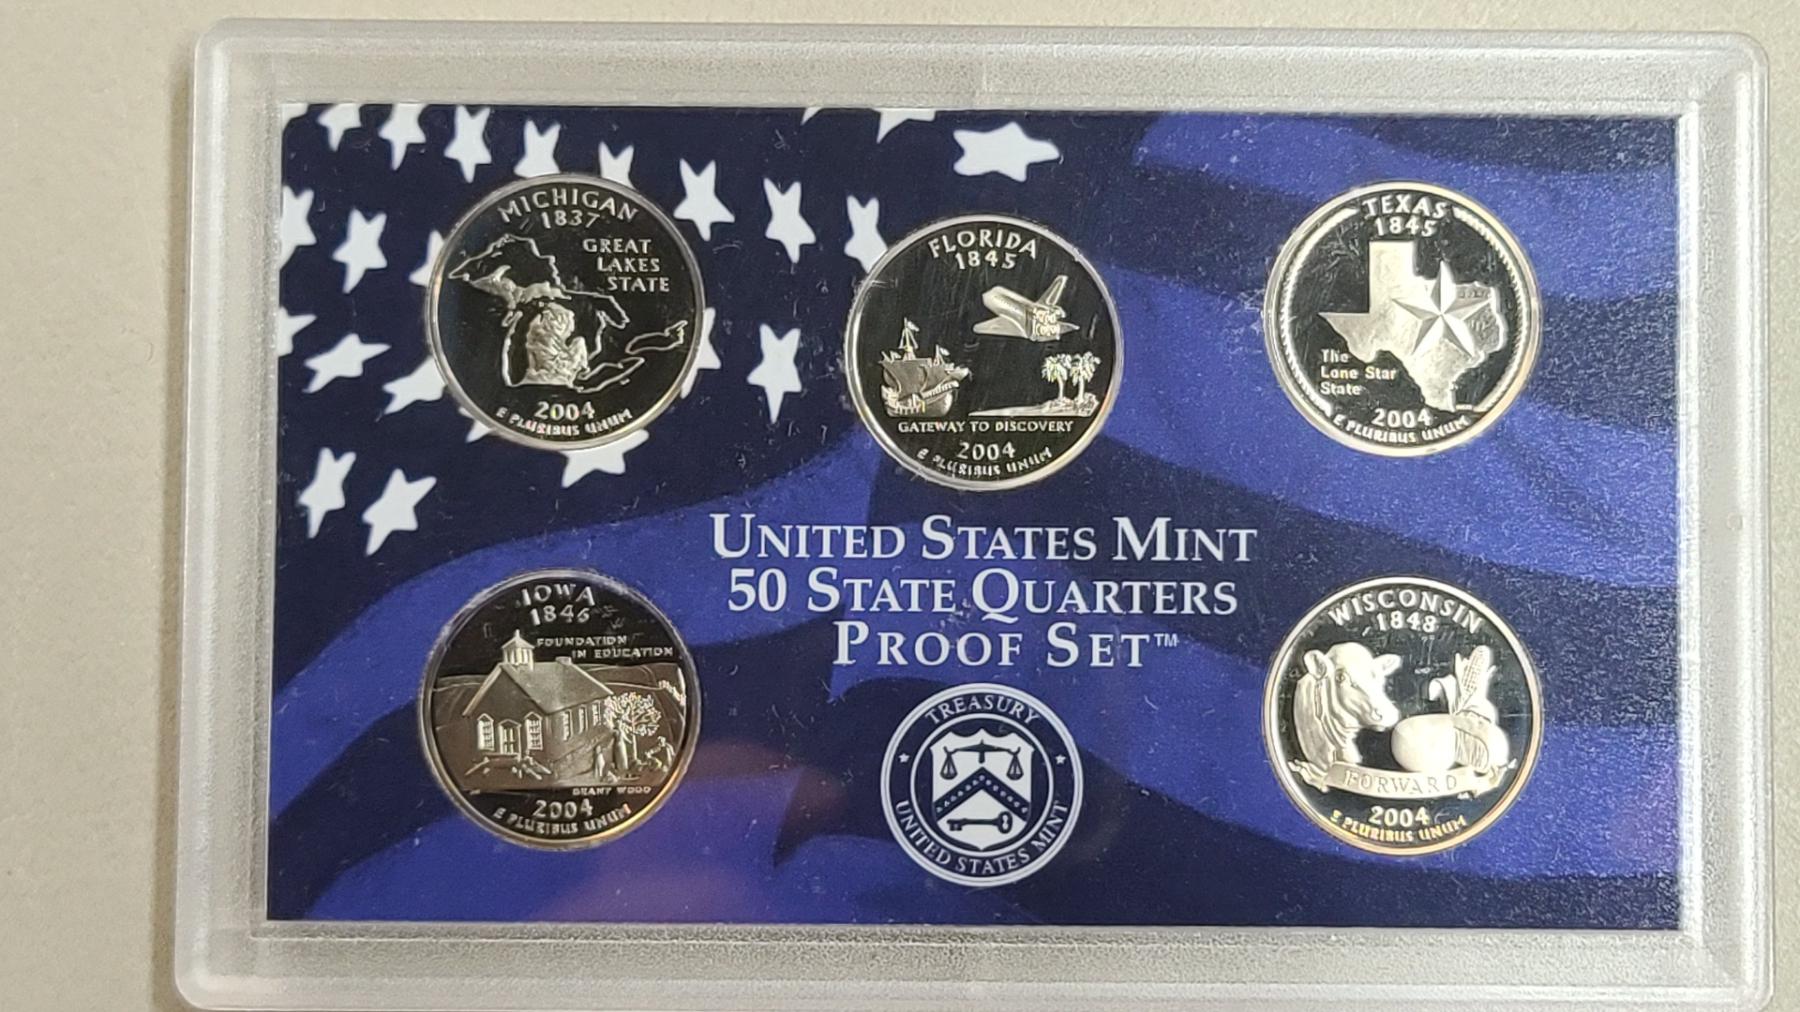 MICHIGAN
1837
GREAT
LAKES
STATE
2004
E PLURIBUS UNUM
FLORIDA
1845
GATEWAY TO DISCOVERY
2004
E PLURIBUS UNUM
TEXAS
1845
The
Lone Star
State
2004
E PLURIBUS UNUM
UNITED STATES MINT
50 STATE QUARTERS
PROOF SET™
IOWA
1846
FOUNDATION
IN EDUCATION
GRANT WOOD
2004
E PLURIBUS UNUM
TREASURY
UNITED STATES MINT
WISCONSIN
1848
FORWARD
2004
E PLURIBUS UNUM